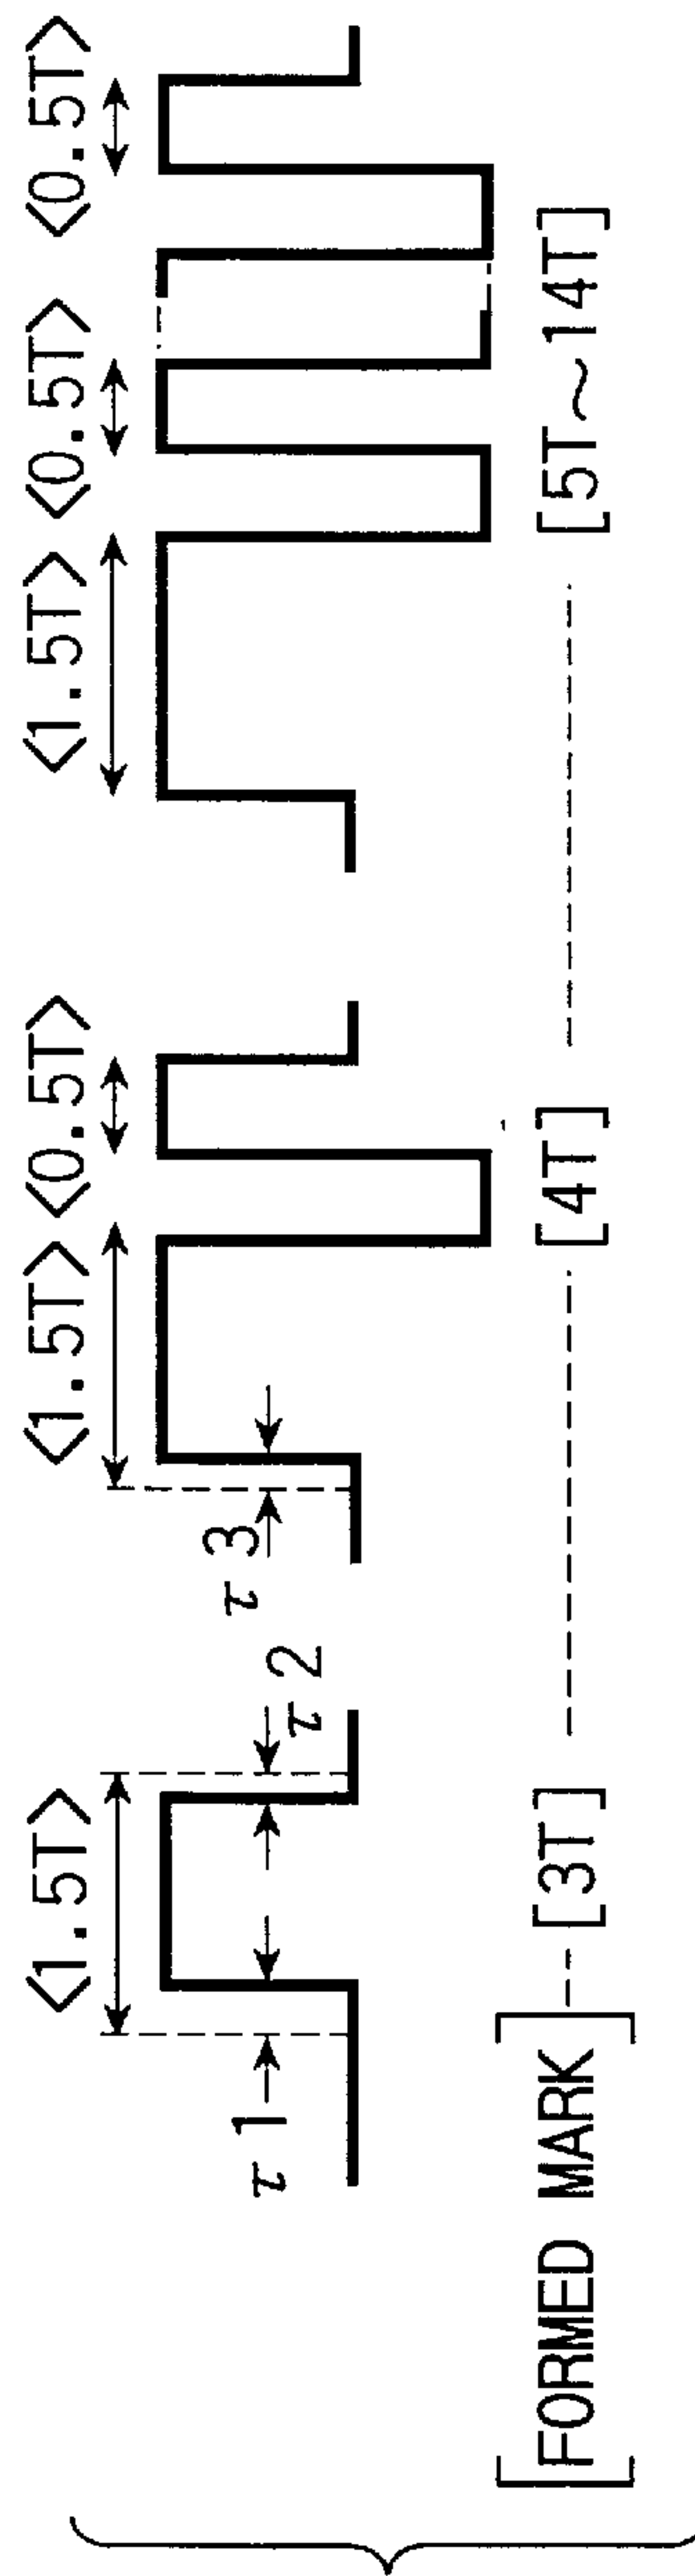 <1.5T> <1.5T> <0.5T> <1.5T> <0.5T> <0.5T>
τ1 τ2 τ3
[FORMED MARK] [3T] [4T] [5T~14T]